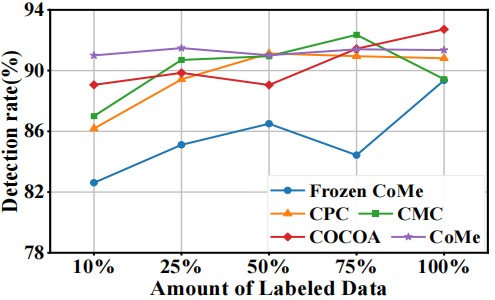 94
90
86
82
78
Detection rate(%)
Frozen CoMe
CPC CMC
COCOA CoMe
10% 25% 50% 75% 100%
Amount of Labeled Data